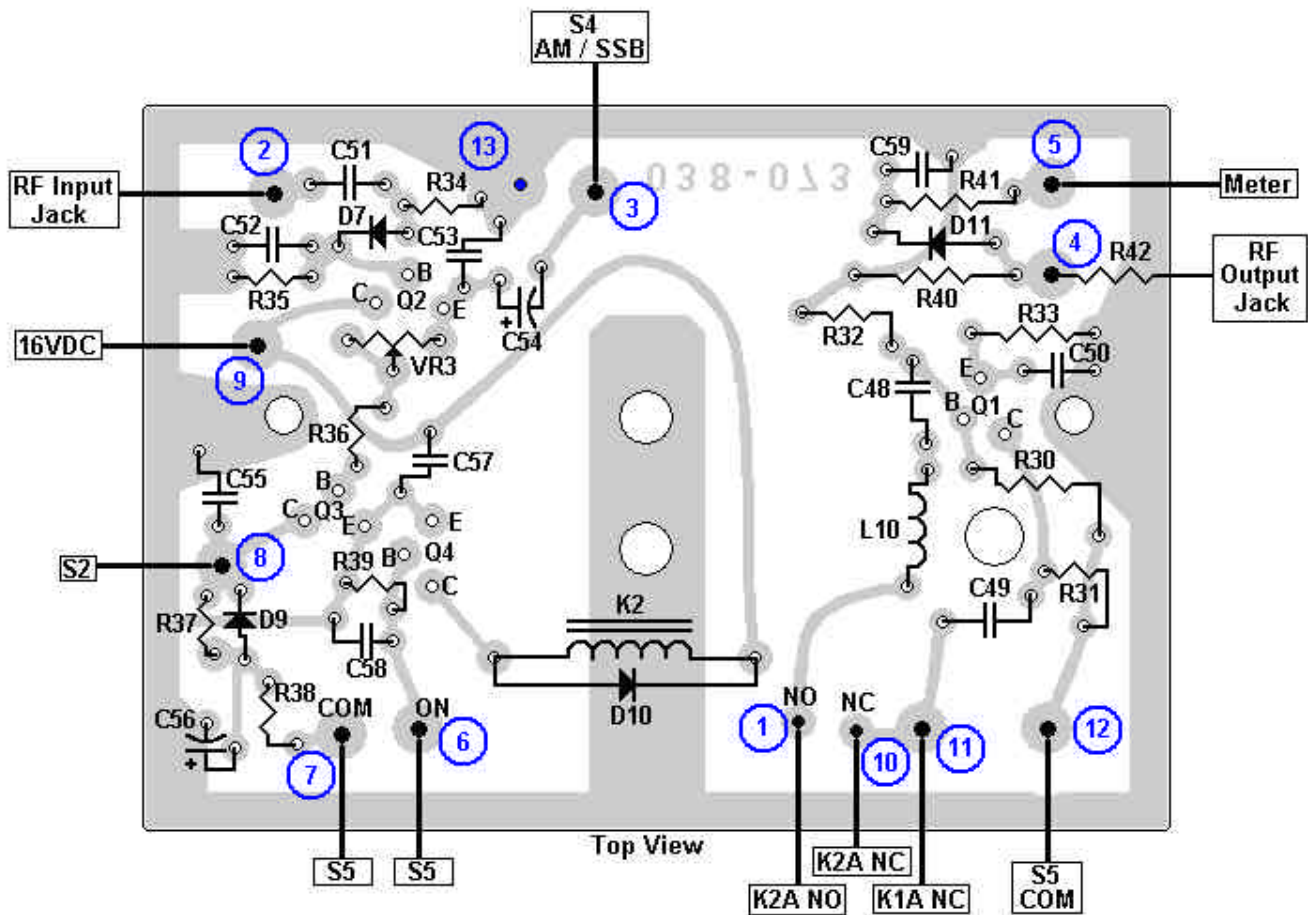 S4
AM / SSB
2
C51
13
C59
5
RF Input
Jack
R34
3
038-073
R41
Meter
D7
C52
C53
D11
4
R42
RF
Output
Jack
B
R35
C
Q2
E
R40
+
C54
R32
R33
16VDC
VR3
C50
9
C48
E
B
Q1
C
R36
C57
R30
C55
B
C
Q3
E
E
L10
8
Q4
B
S2
R39
C
K2
C49
R31
R37
D9
C58
R38
D10
C56
+
COM
ON
NO
NC
6
1
12
7
10
11
Top View
S5
S5
K2A NC
K2A NO
K1A NC
S5
COM